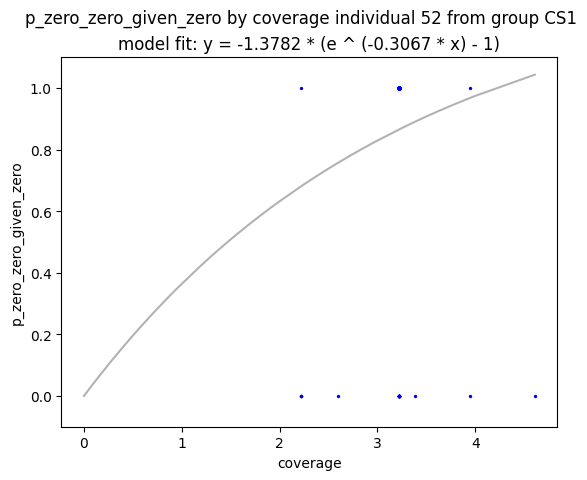 p_zero_zero_given_zero by coverage individual 52 from group CS1
model fit: y = -1.3782 * (e ^ (-0.3067 * x) - 1)
1.0
0.8
0.6
0.4
0.2
0.0
p_zero_zero_given_zero
0 1 2 3 4
coverage